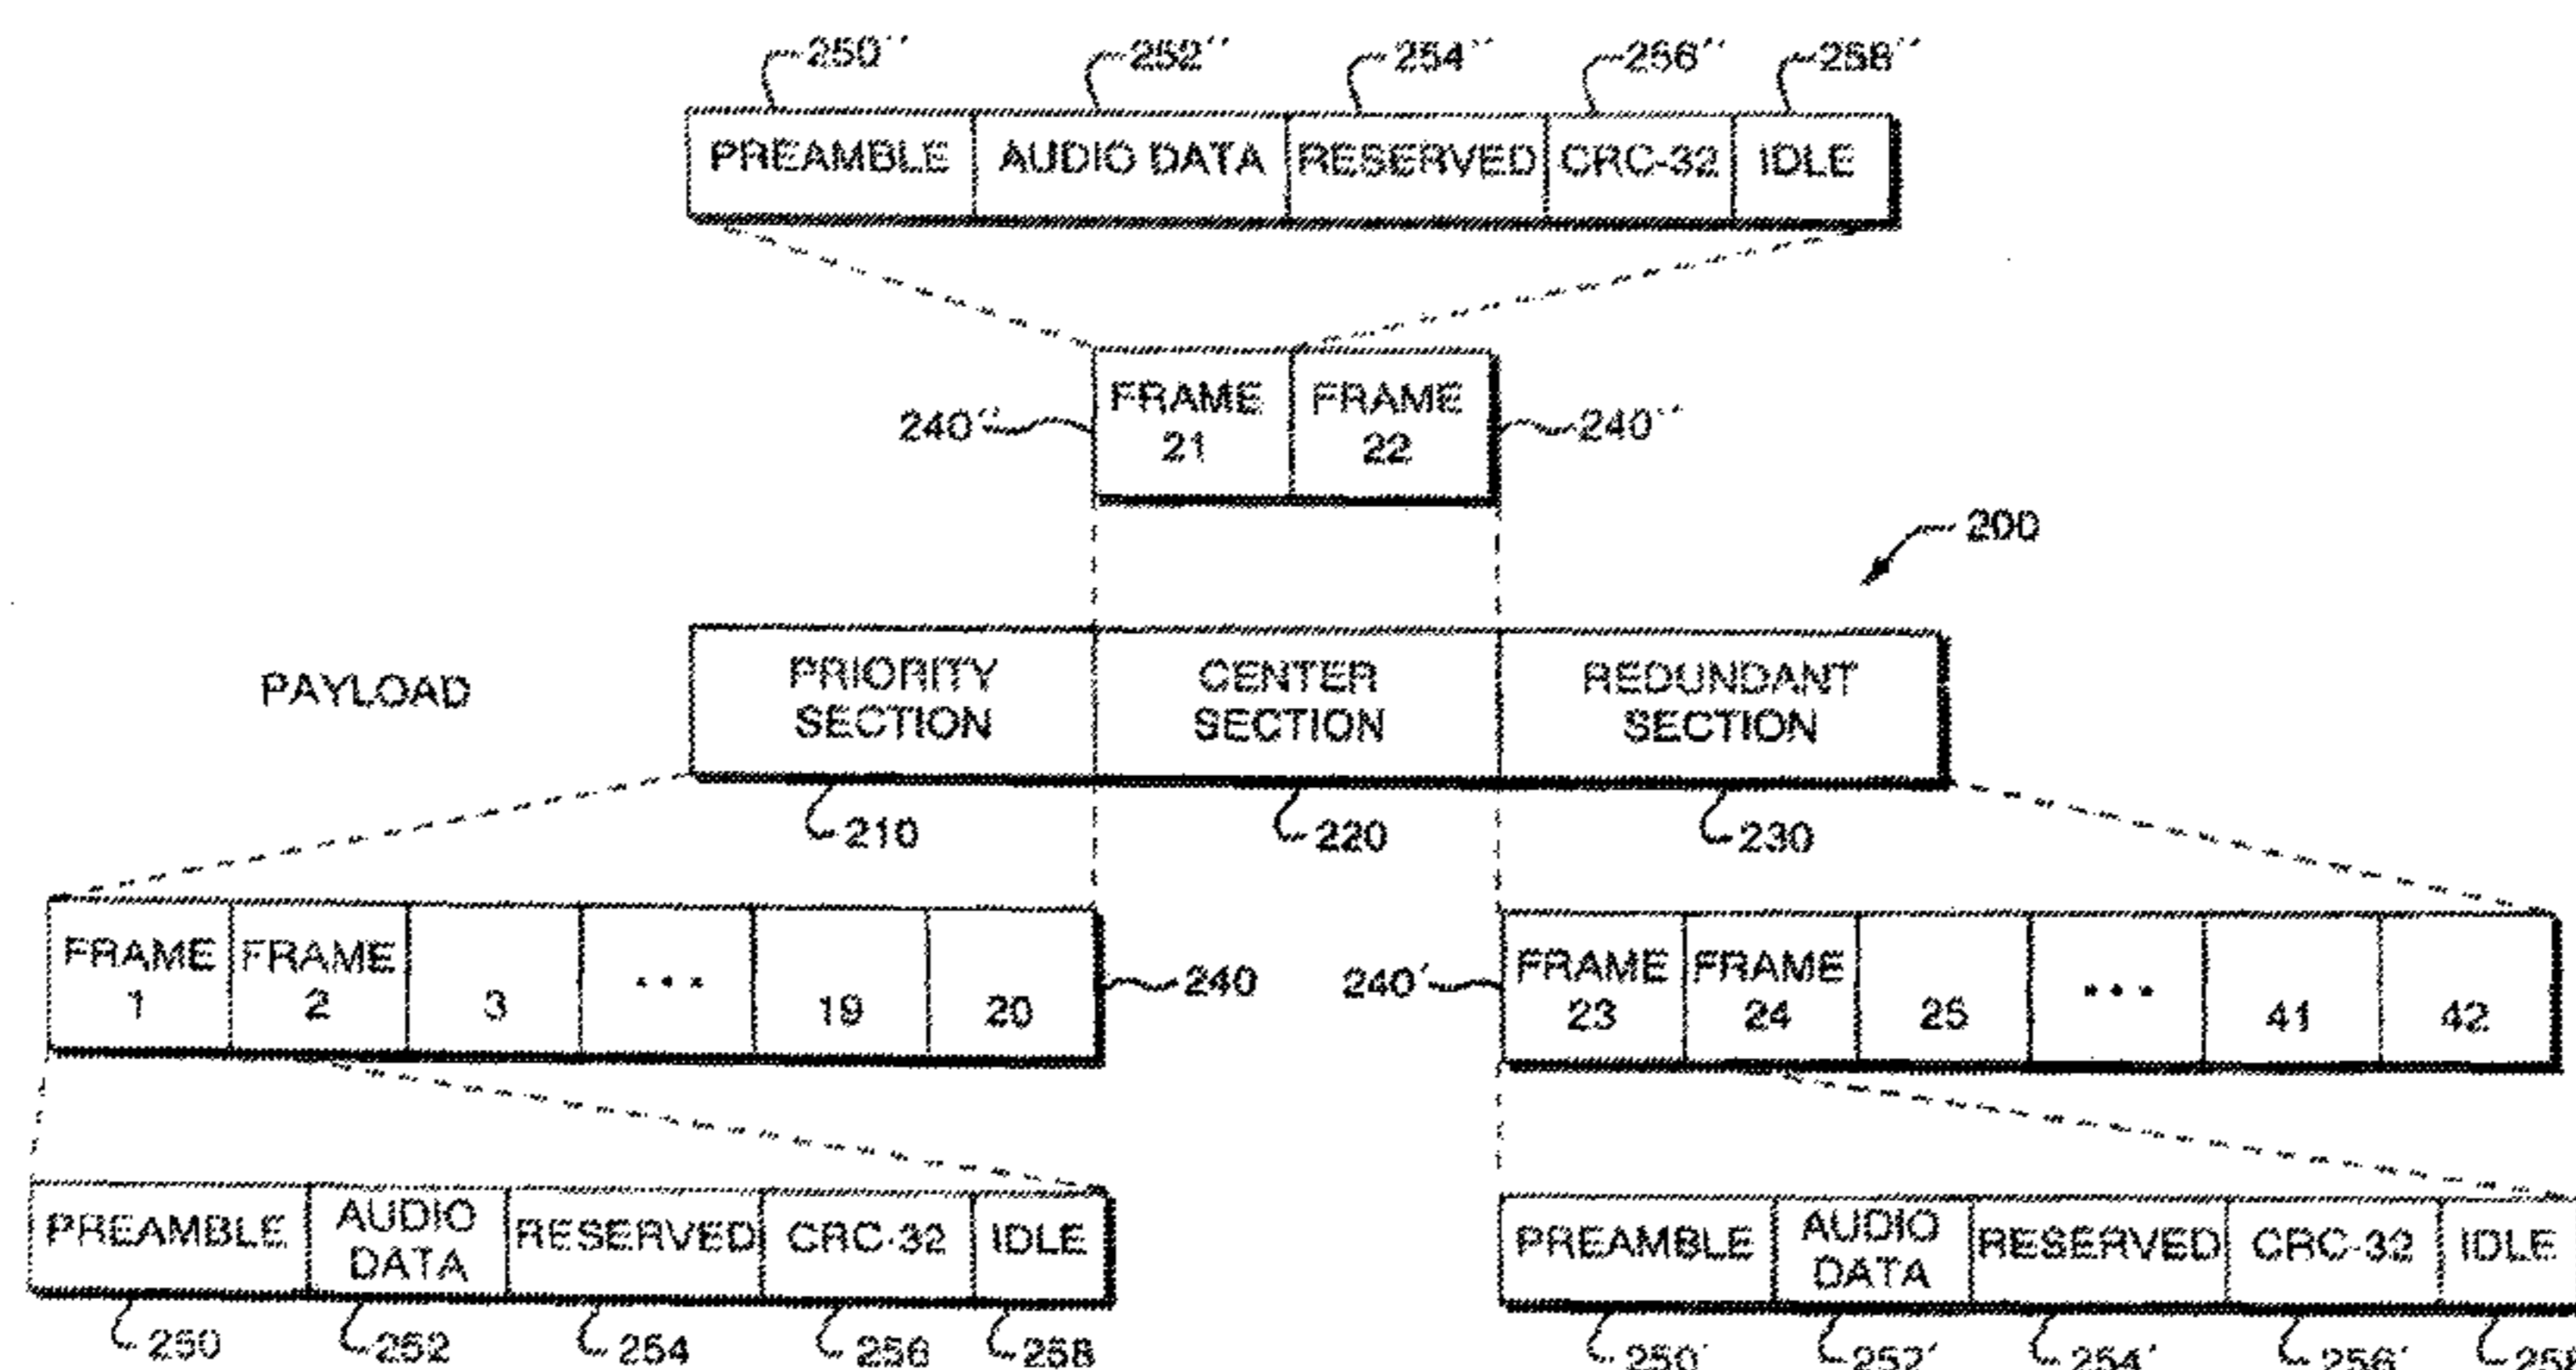 250'' 252'' 254'' 256'' 258''
PREAMBLE AUDIO DATA RESERVED CRC-32 IDLE
240'' FRAME 21 FRAME 22 240''
200
PAYLOAD
PRIORITY SECTION
CENTER SECTION
REDUNDANT SECTION
210 220 230
FRAME 1 FRAME 2 3 ••• 19 20 240
240' FRAME 23 FRAME 24 25 ••• 41 42
PREAMBLE AUDIO DATA RESERVED CRC-32 IDLE
PREAMBLE AUDIO DATA RESERVED CRC-32 IDLE
250 252 254 256 258
250' 252' 254' 256'